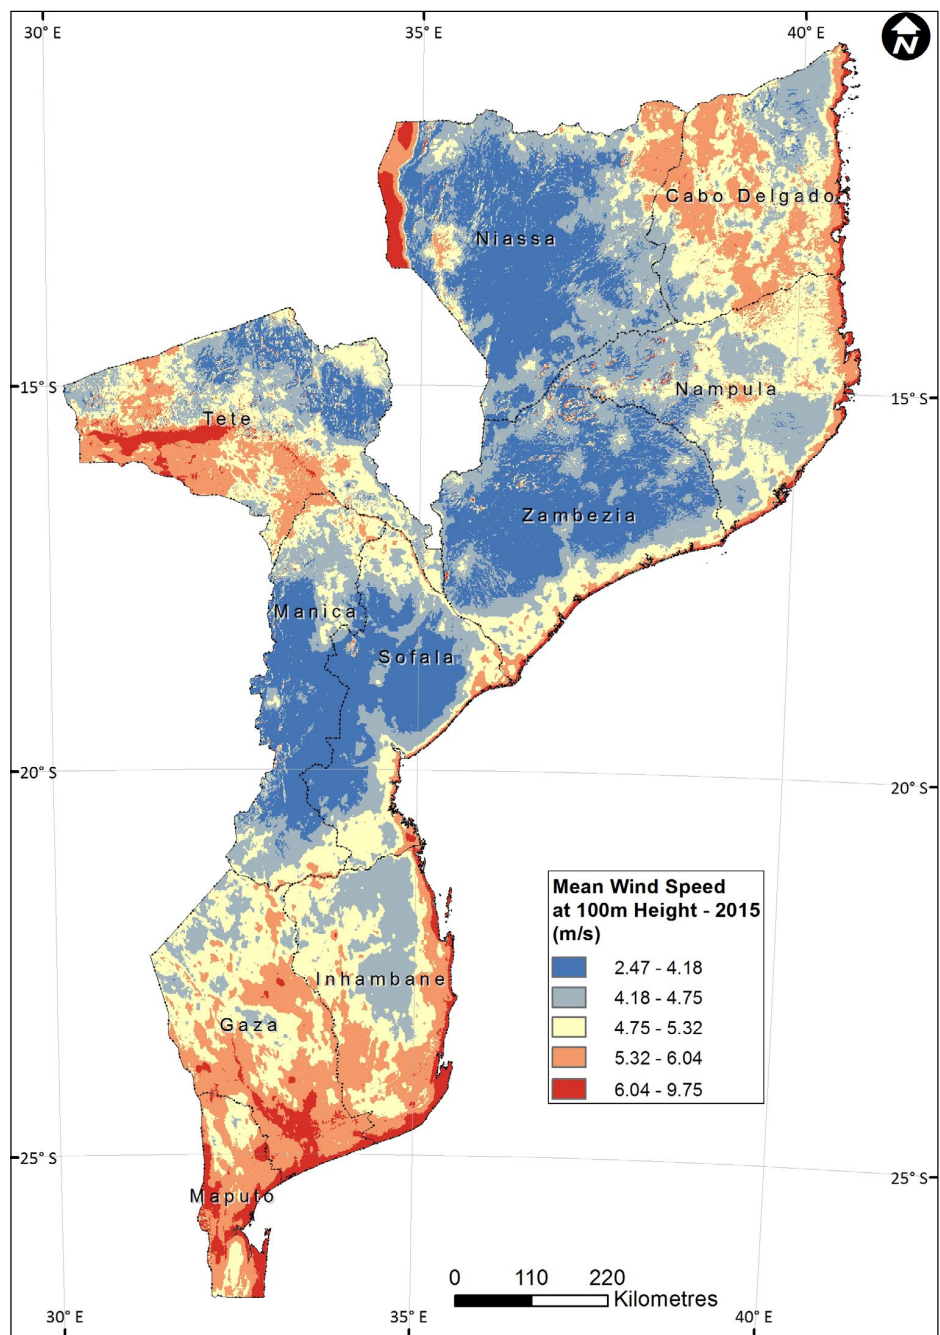 30° E 35° E 40° E
N
Cabo Delgado
Niassa
15° S
Nampula
15° S
Tete
Zambezia
Manica
Sofala
20° S
20° S
Mean Wind Speed
at 100m Height - 2015
(m/s)
2.47 - 4.18
4.18 - 4.75
4.75 - 5.32
5.32 - 6.04
6.04 - 9.75
Inhambane
Gaza
25° S
25° S
Maputo
0 110 220
Kilometres
30° E 35° E 40° E